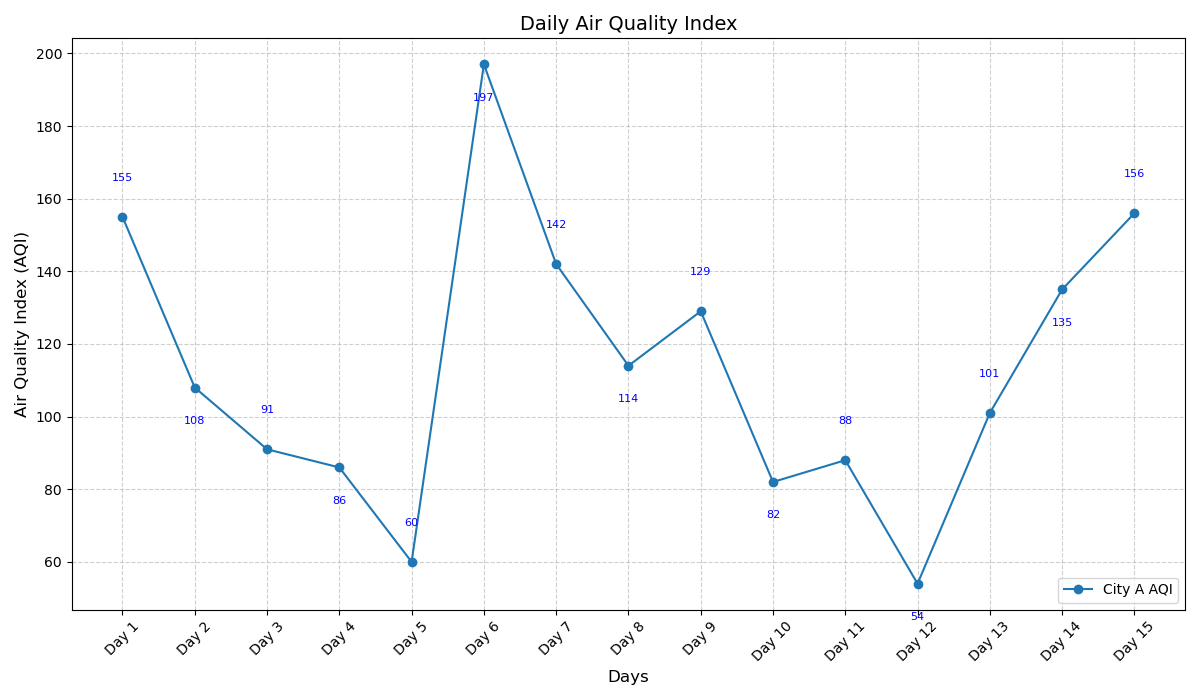 Daily Air Quality Index
Air Quality Index (AQI)
200
180
160
140
120
100
80
60
155
108
91
86
60
197
142
114
129
82
88
54
101
135
156
City A AQI
Day 1
Day 2
Day 3
Day 4
Day 5
Day 6
Day 7
Day 8
Day 9
Day 10
Day 11
Day 12
Day 13
Day 14
Day 15
Days